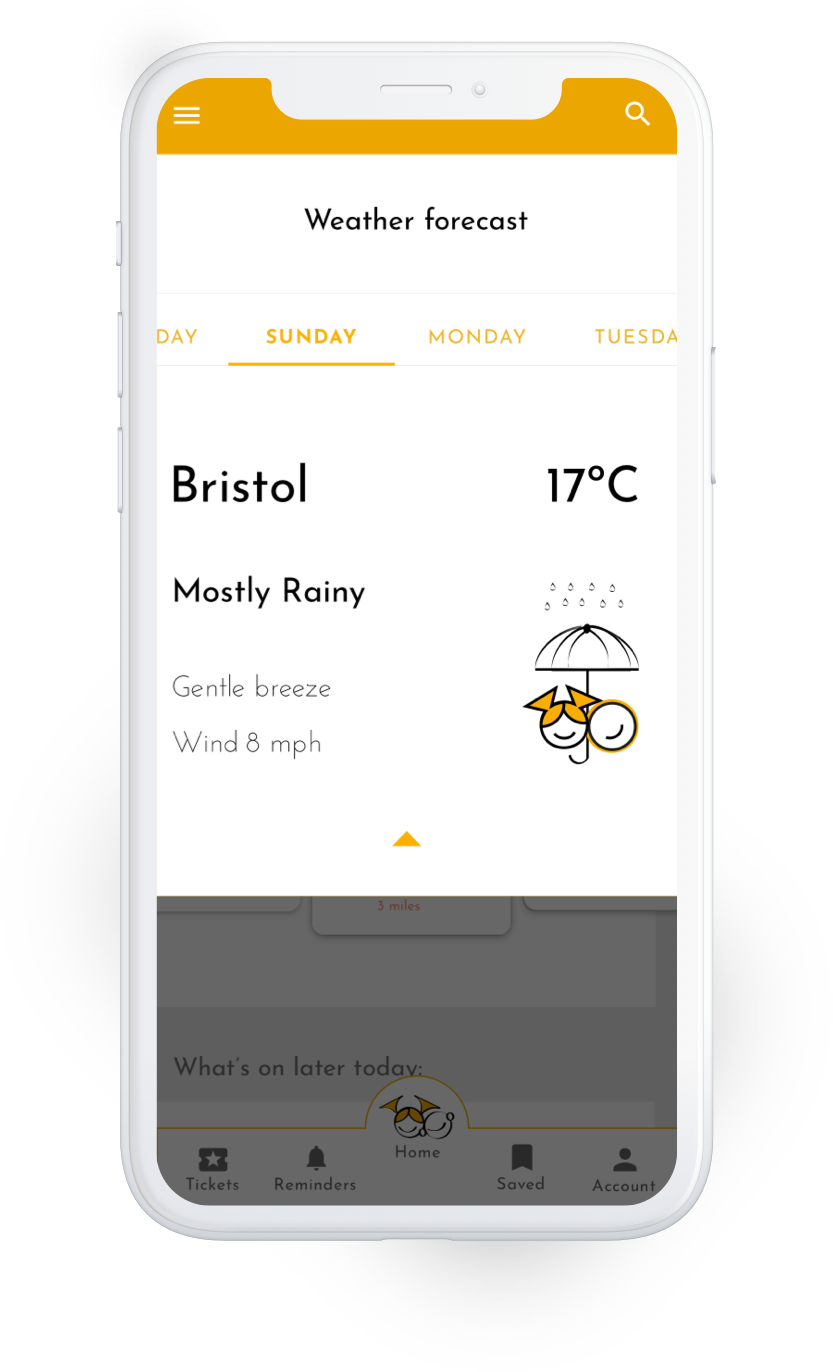 Weather forecast
DAY SUNDAY MONDAY TUESDA
Bristol 17°C
Mostly Rainy
Gentle breeze
Wind 8 mph
3 miles
What's on later today:
Home
Tickets Reminders Saved Account